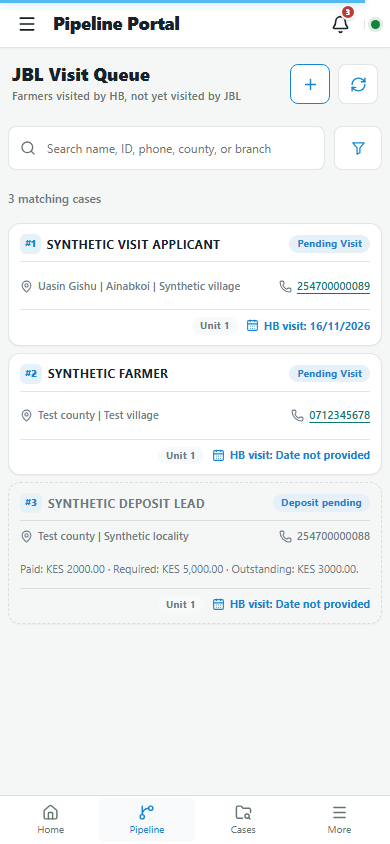 3
Pipeline Portal
JBL Visit Queue
Farmers visited by HB, not yet visited by JBL
Search name, ID, phone, county, or branch
3 matching cases
#1 SYNTHETIC VISIT APPLICANT Pending Visit
Uasin Gishu | Ainabkoi | Synthetic village 254700000089
Unit 1 HB visit: 16/11/2026
#2 SYNTHETIC FARMER Pending Visit
Test county | Test village 0712345678
Unit 1 HB visit: Date not provided
#3 SYNTHETIC DEPOSIT LEAD Deposit pending
Test county | Synthetic locality 254700000088
Paid: KES 2000.00 · Required: KES 5,000.00 · Outstanding: KES 3000.00.
Unit 1 HB visit: Date not provided
Home Pipeline Cases More